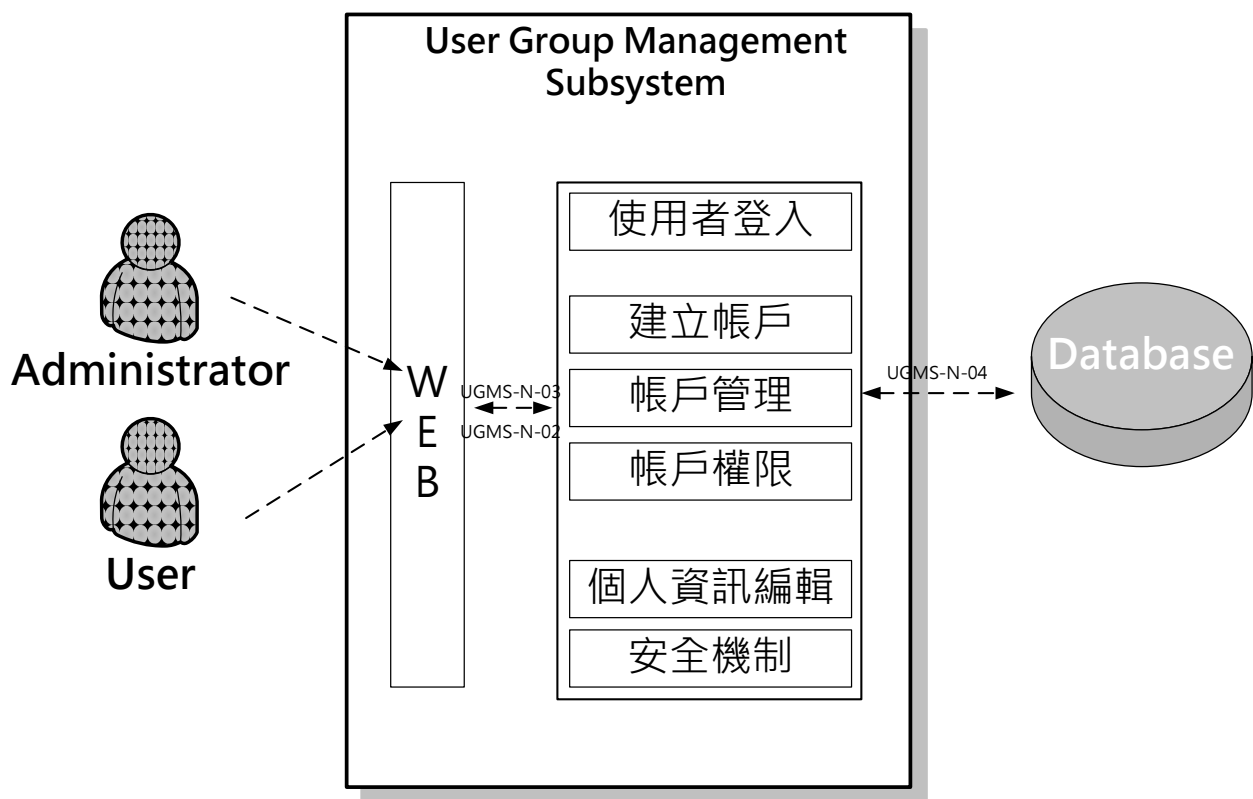 User Group Management
Subsystem
使用者登入
建立帳戶
帳戶管理
帳戶權限
個人資訊編輯
安全機制
W
E
B
UGMS-N-03
UGMS-N-02
UGMS-N-04
Administrator
User
Database